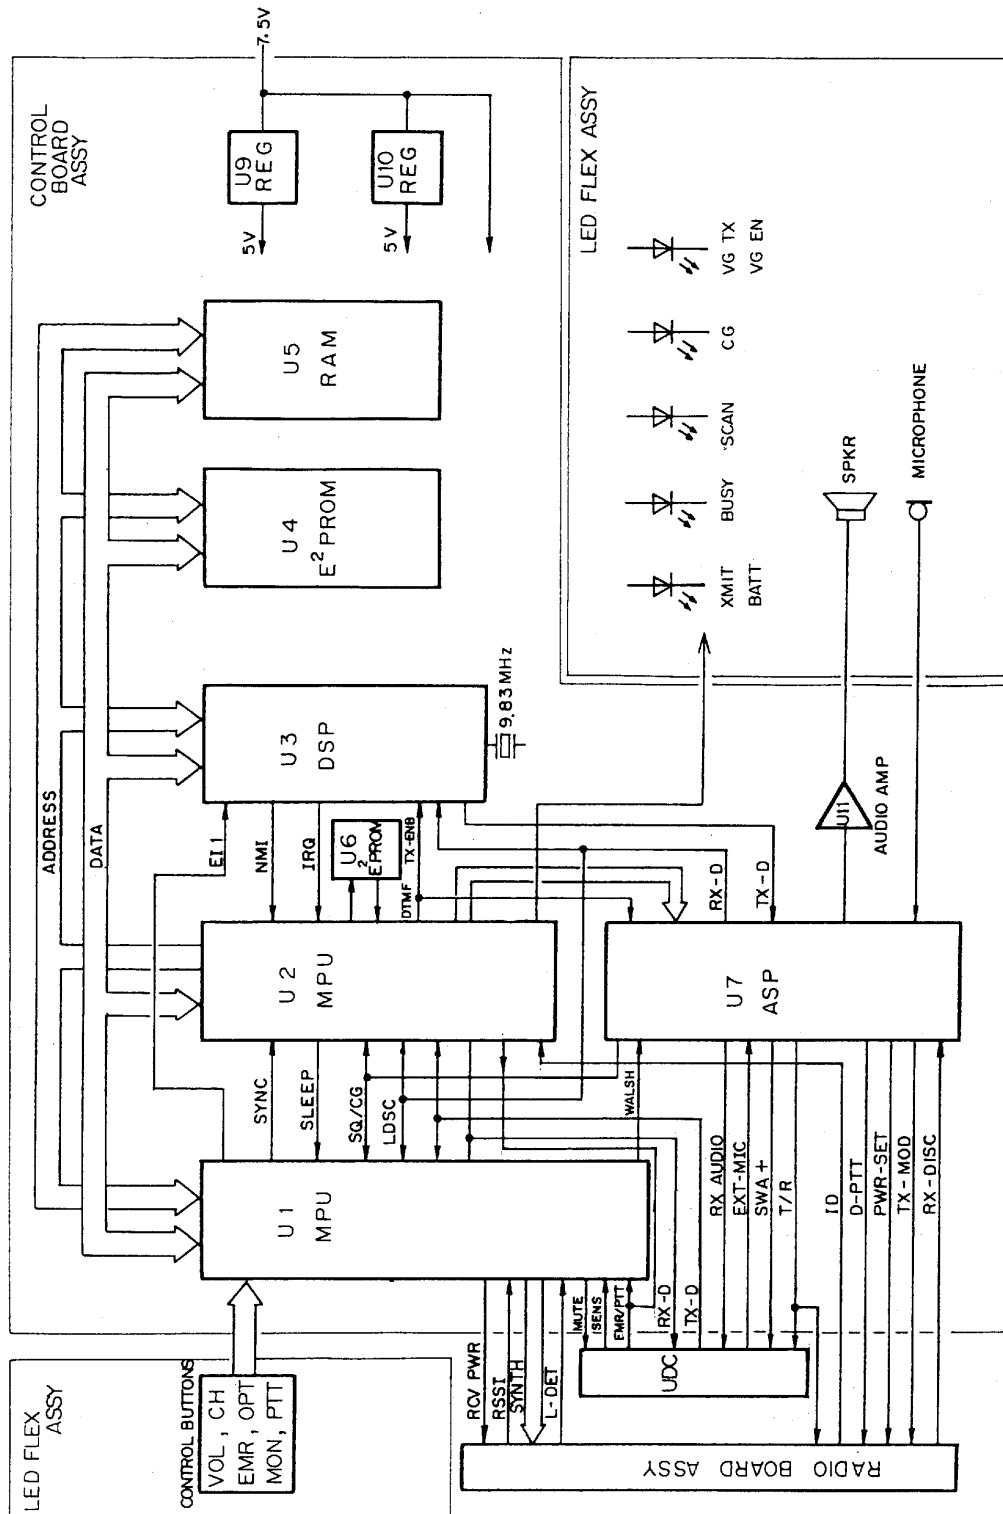 7.5V
CONTROL
BOARD
ASSY
U9
REG
5V
U10
REG
5V
U5
RAM
U4
E²PROM
U3
DSP
9.83 MHz
ADDRESS
DATA
EI 1
NMI
IRQ
U6
E²PROM
DTMF
TX-ENB
U2
MPU
SYNC
SLEEP
SQ/CG
LDSC
WALSH
U1
MPU
RX-D
TX-D
U7
ASP
U11
AUDIO AMP
SPKR
MICROPHONE
LED FLEX ASSY
XMIT
BATT
BUSY
SCAN
CG
VG TX
VG EN
RX AUDIO
EXT-MIC
SWA+
T/R
ID
D-PTT
PWR-SET
TX-MOD
RX-DISC
RCV PWR
RSSI
SYNTH
L-DET
MUTE
ISENS
EMR/PTT
RX-D
TX-D
UDC
RADIO BOARD ASSY
LED FLEX
ASSY
CONTROL BUTTONS
VOL, CH
EMR, OPT
MON, PTT